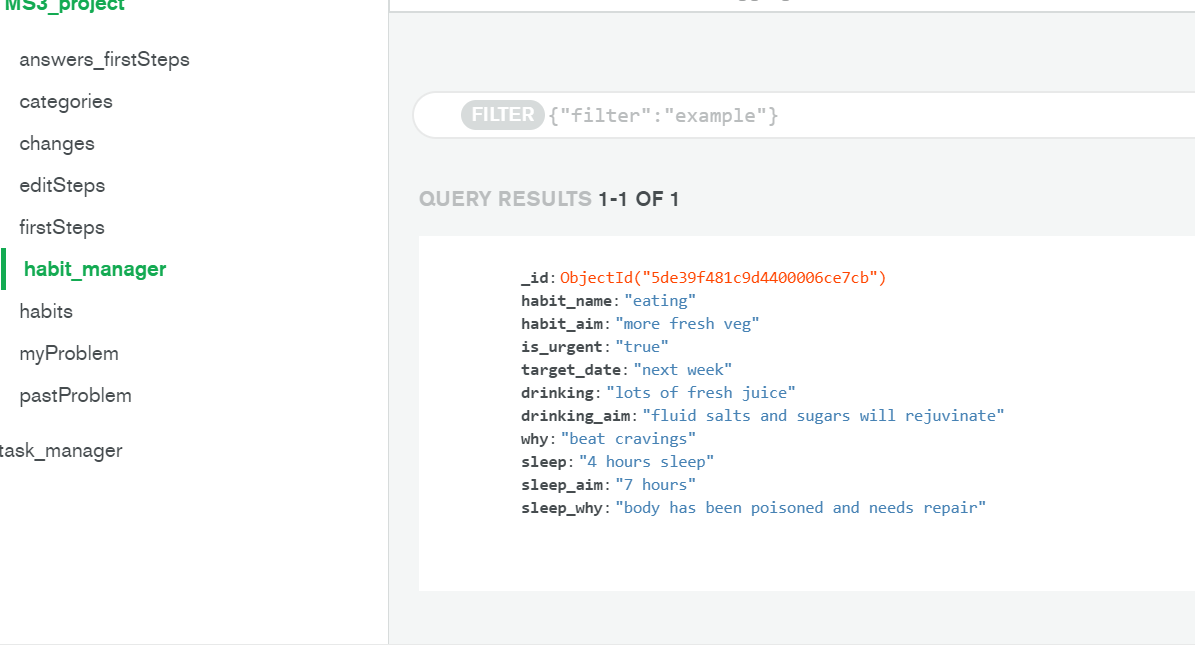 MS3_project
answers_firstSteps
categories
changes
editSteps
firstSteps
habit_manager
habits
myProblem
pastProblem
task_manager
FILTER {"filter":"example"}
QUERY RESULTS 1-1 OF 1
_id: ObjectId("5de39f481c9d4400006ce7cb")
habit_name: "eating"
habit_aim: "more fresh veg"
is_urgent: "true"
target_date: "next week"
drinking: "lots of fresh juice"
drinking_aim: "fluid salts and sugars will rejuvinate"
why: "beat cravings"
sleep: "4 hours sleep"
sleep_aim: "7 hours"
sleep_why: "body has been poisoned and needs repair"